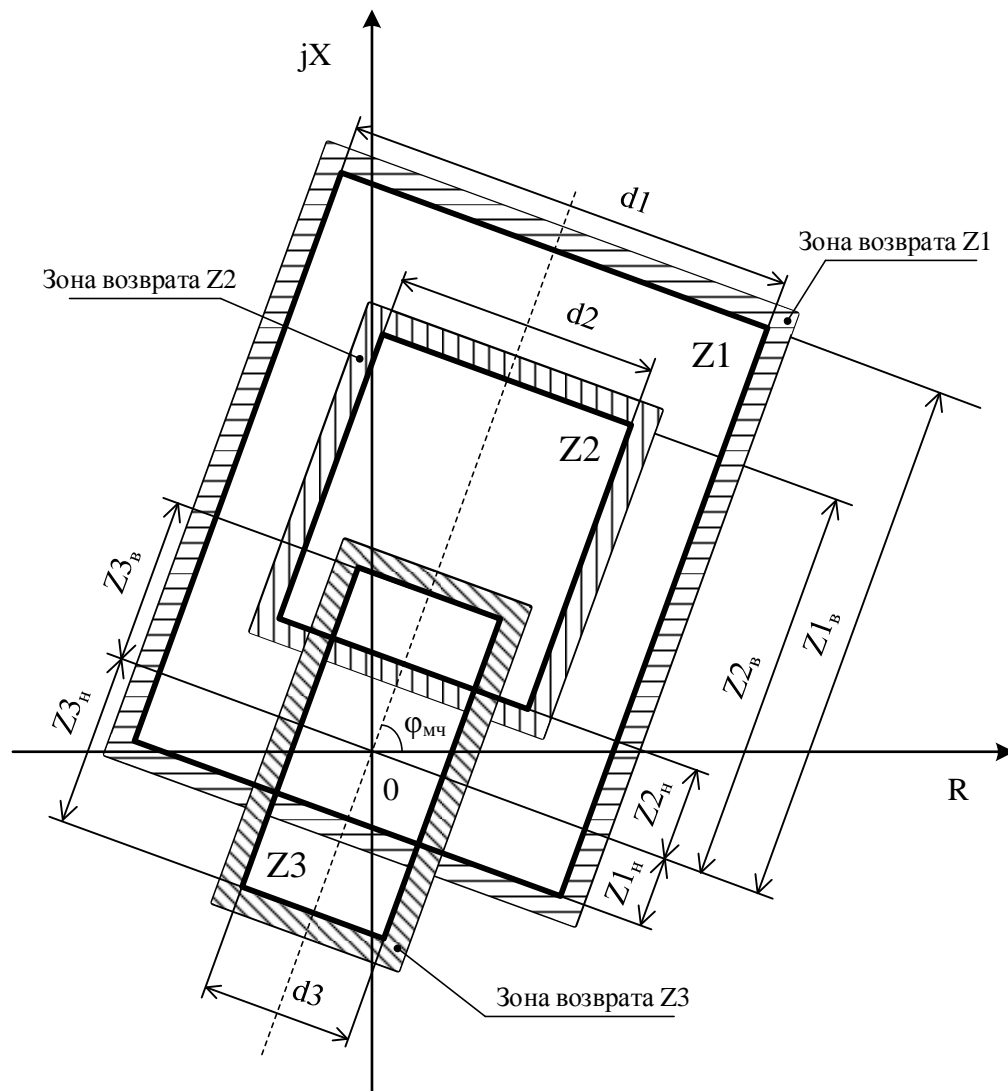 jX
d1
Зона возврата Z1
Зона возврата Z2
d2
Z1
Z2
Z3в
Z1в
Z2в
Z3н
φмч
0
R
Z2н
Z1н
Z3
d3
Зона возврата Z3